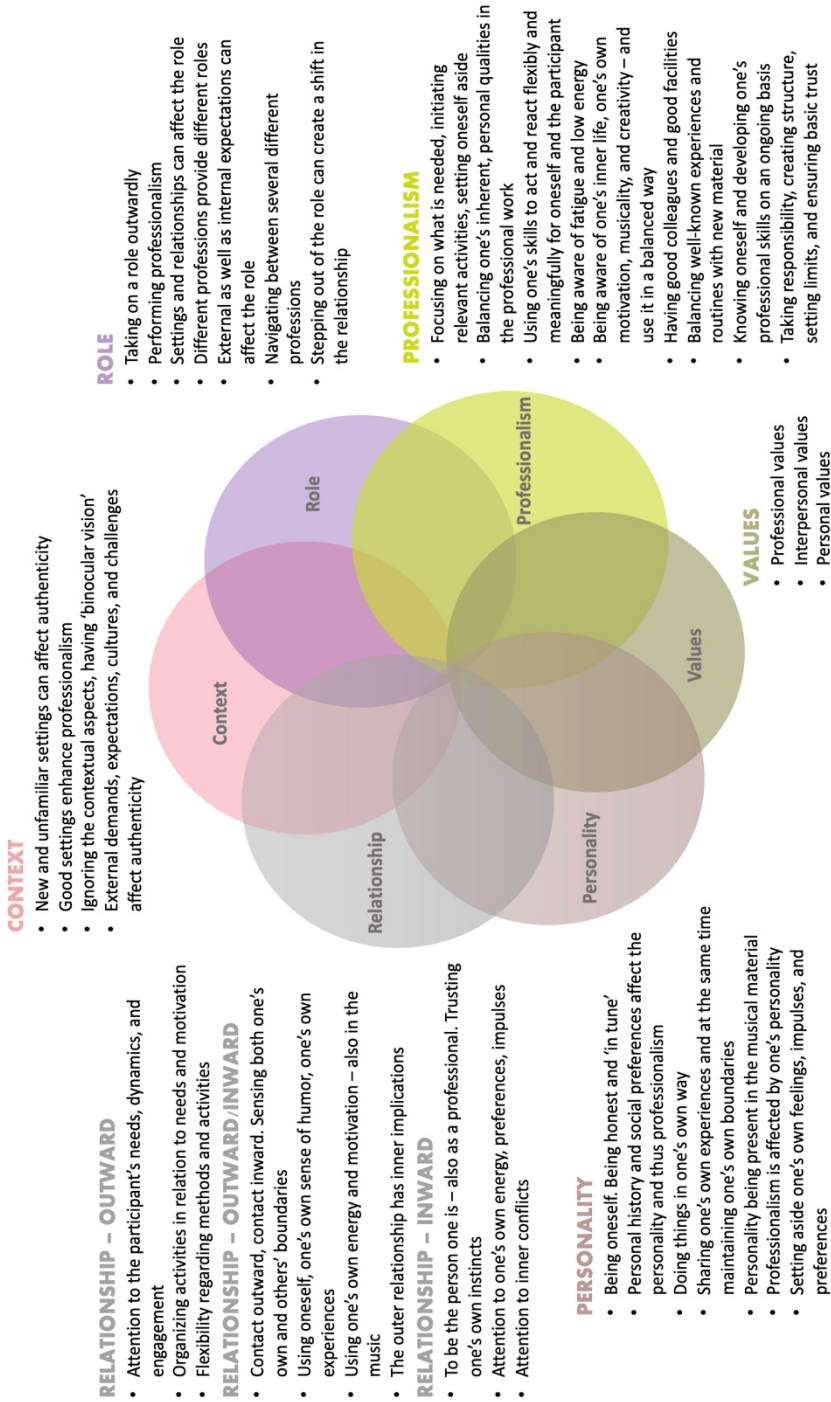 CONTEXT
• New and unfamiliar settings can affect authenticity
• Good settings enhance professionalism
• Ignoring the contextual aspects, having ‘binocular vision’
• External demands, expectations, cultures, and challenges
affect authenticity
ROLE
• Taking on a role outwardly
• Performing professionalism
• Settings and relationships can affect the role
• Different professions provide different roles
• External as well as internal expectations can
affect the role
• Navigating between several different
professions
• Stepping out of the role can create a shift in
the relationship
RELATIONSHIP – OUTWARD
• Attention to the participant’s needs, dynamics, and
engagement
• Organizing activities in relation to needs and motivation
• Flexibility regarding methods and activities
RELATIONSHIP – OUTWARD/INWARD
• Contact outward, contact inward. Sensing both one’s
own and others’ boundaries
• Using oneself, one’s own sense of humor, one’s own
experiences
• Using one’s own energy and motivation – also in the
music
• The outer relationship has inner implications
RELATIONSHIP – INWARD
• To be the person one is – also as a professional. Trusting
one’s own instincts
• Attention to one’s own energy, preferences, impulses
• Attention to inner conflicts
Context
Role
Relationship
Professionalism
Personality
Values
PROFESSIONALISM
• Focusing on what is needed, initiating
relevant activities, setting oneself aside
• Balancing one’s inherent, personal qualities in
the professional work
• Using one’s skills to act and react flexibly and
meaningfully for oneself and the participant
• Being aware of fatigue and low energy
• Being aware of one’s inner life, one’s own
motivation, musicality, and creativity – and
use it in a balanced way
• Having good colleagues and good facilities
• Balancing well-known experiences and
routines with new material
• Knowing oneself and developing one’s
professional skills on an ongoing basis
• Taking responsibility, creating structure,
setting limits, and ensuring basic trust
PERSONALITY
• Being oneself. Being honest and ‘in tune’
• Personal history and social preferences affect the
personality and thus professionalism
• Doing things in one’s own way
• Sharing one’s own experiences and at the same time
maintaining one’s own boundaries
• Personality being present in the musical material
• Professionalism is affected by one’s personality
• Setting aside one’s own feelings, impulses, and
preferences
VALUES
• Professional values
• Interpersonal values
• Personal values